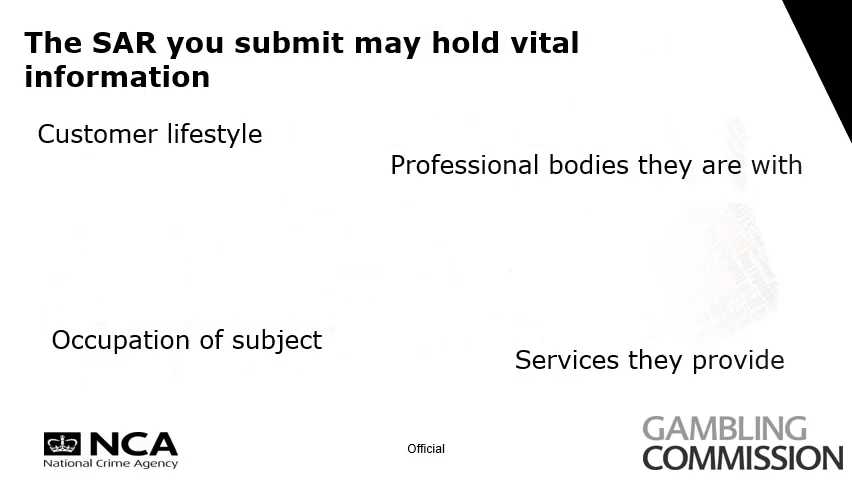 The SAR you submit may hold vital
information
Customer lifestyle
Professional bodies they are with
Occupation of subject
Services they provide
NCA
National Crime Agency
Official
GAMBLING
COMMISSION